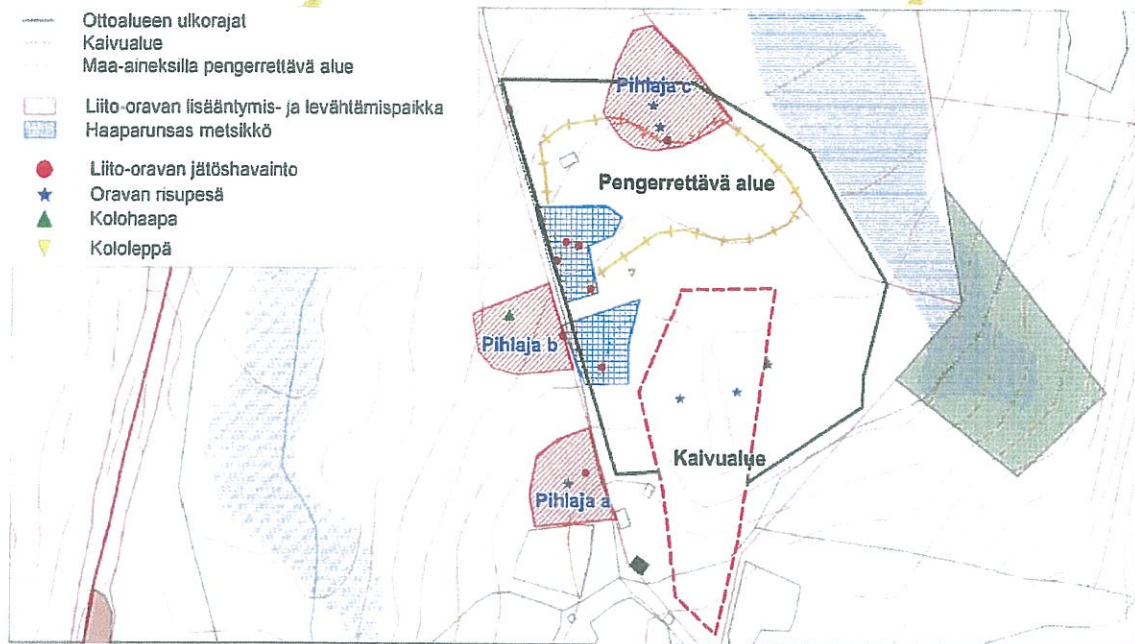 Ottoalueen ulkorajat
Kaivualue
Maa-aineksilla pengerrettävä alue
Liito-oravan lisääntymis- ja levähtämispaikka
Haaparunsas metsikkö
Liito-oravan jätöshavainto
Oravan risupesä
Kolohaapa
Kololeppä
Pihlaja c
Pengerrettävä alue
Pihlaja b
Kaivualue
Pihlaja a